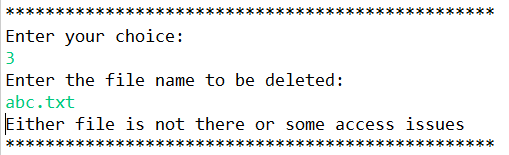 *************************************************
Enter your choice:
3
Enter the file name to be deleted:
abc.txt
Either file is not there or some access issues
*************************************************